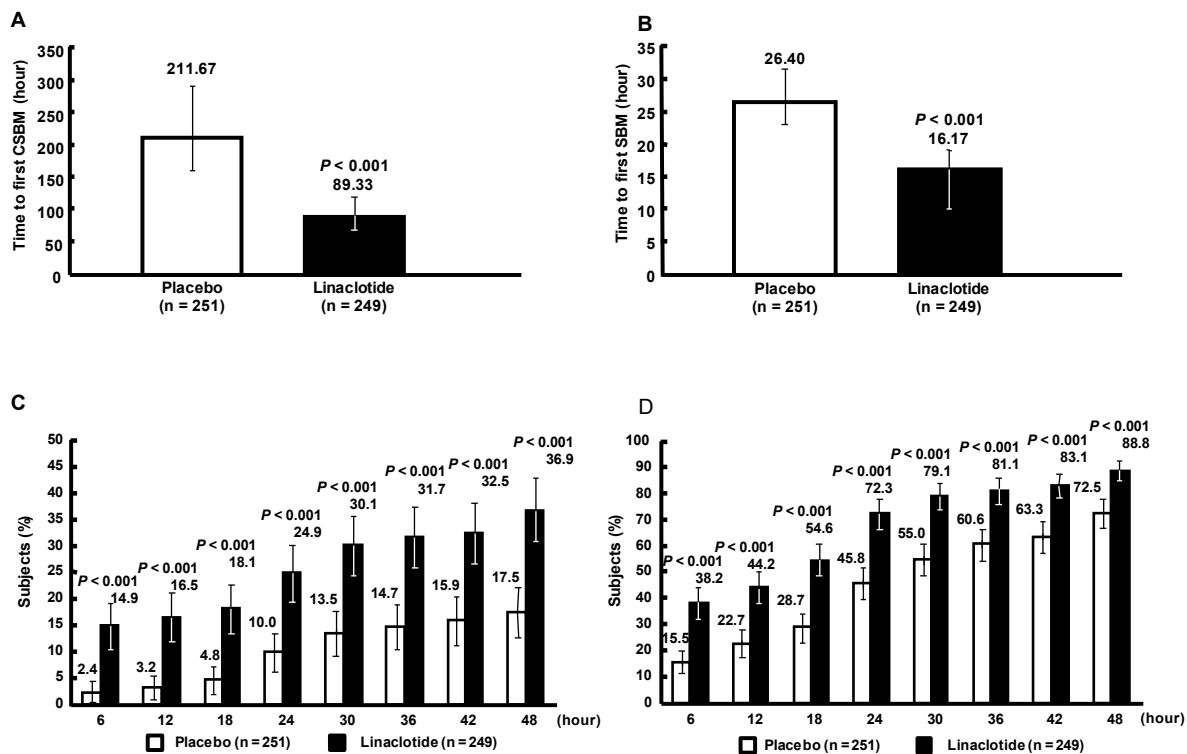 A
Time to first CSBM (hour)
350
300
250
200
150
100
50
0
211.67
P < 0.001
89.33
Placebo
(n = 251)
Linaclotide
(n = 249)
B
Time to first SBM (hour)
35
30
25
20
15
10
5
0
26.40
P < 0.001
16.17
Placebo
(n = 251)
Linaclotide
(n = 249)
C
Subjects (%)
50
45
40
35
30
25
20
15
10
5
0
2.4
P < 0.001
14.9
3.2
P < 0.001
16.5
4.8
P < 0.001
18.1
10.0
P < 0.001
24.9
13.5
P < 0.001
30.1
14.7
P < 0.001
31.7
15.9
P < 0.001
32.5
17.5
P < 0.001
36.9
6 12 18 24 30 36 42 48 (hour)
Placebo (n = 251) Linaclotide (n = 249)
D
Subjects (%)
100
90
80
70
60
50
40
30
20
10
0
15.5
P < 0.001
38.2
22.7
P < 0.001
44.2
28.7
P < 0.001
54.6
45.8
P < 0.001
72.3
55.0
P < 0.001
79.1
60.6
P < 0.001
81.1
63.3
P < 0.001
83.1
72.5
P < 0.001
88.8
6 12 18 24 30 36 42 48 (hour)
Placebo (n = 251) Linaclotide (n = 249)